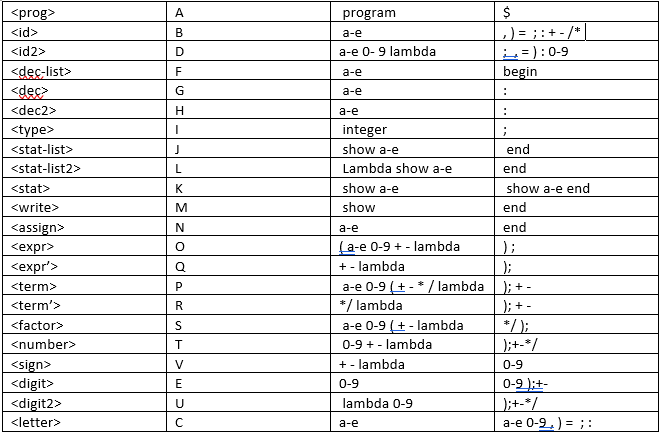 <prog> A program $
<id> B a-e , ) = ; : + - /*
<id2> D a-e 0- 9 lambda ; , = ) : 0-9
<dec-list> F a-e begin
<dec> G a-e :
<dec2> H a-e :
<type> I integer ;
<stat-list> J show a-e end
<stat-list2> L Lambda show a-e end
<stat> K show a-e show a-e end
<write> M show end
<assign> N a-e end
<expr> O ( a-e 0-9 + - lambda ) ;
<expr’> Q + - lambda );
<term> P a-e 0-9 ( + - * / lambda ); + -
<term’> R */ lambda ); + -
<factor> S a-e 0-9 ( + - lambda */ );
<number> T 0-9 + - lambda );+-*/
<sign> V + - lambda 0-9
<digit> E 0-9 0-9 );+-
<digit2> U lambda 0-9 );+-*/
<letter> C a-e a-e 0-9 , ) = ; :